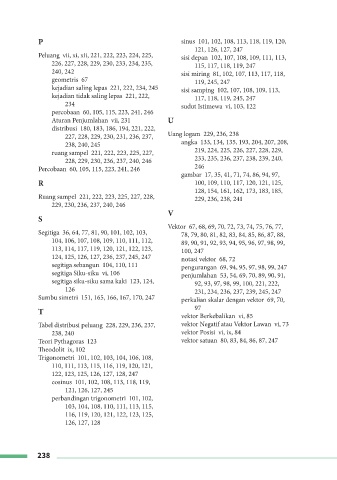 P
Peluang vii, xi, xii, 221, 222, 223, 224, 225,
226, 227, 228, 229, 230, 233, 234, 235,
240, 242
geometris 67
kejadian saling lepas 221, 222, 234, 245
kejadian tidak saling lepas 221, 222,
234
percobaan 60, 105, 115, 223, 241, 246
Aturan Penjumlahan vii, 231
distribusi 180, 183, 186, 194, 221, 222,
227, 228, 229, 230, 231, 236, 237,
238, 240, 245
ruang sampel 221, 222, 223, 225, 227,
228, 229, 230, 236, 237, 240, 246
Percobaan 60, 105, 115, 223, 241, 246
R
Ruang sampel 221, 222, 223, 225, 227, 228,
229, 230, 236, 237, 240, 246
S
Segitiga 36, 64, 77, 81, 90, 101, 102, 103,
104, 106, 107, 108, 109, 110, 111, 112,
113, 114, 117, 119, 120, 121, 122, 123,
124, 125, 126, 127, 236, 237, 245, 247
segitiga sebangun 104, 110, 111
segitiga Siku-siku vi, 106
segitiga siku-siku sama kaki 123, 124,
126
Sumbu simetri 151, 165, 166, 167, 170, 247
T
Tabel distribusi peluang 228, 229, 236, 237,
238, 240
Teori Pythagoras 123
Theodolit ix, 102
Trigonometri 101, 102, 103, 104, 106, 108,
110, 111, 113, 115, 116, 119, 120, 121,
122, 123, 125, 126, 127, 128, 247
cosinus 101, 102, 108, 113, 118, 119,
121, 126, 127, 245
perbandingan trigonometri 101, 102,
103, 104, 108, 110, 111, 113, 115,
116, 119, 120, 121, 122, 123, 125,
126, 127, 128
sinus 101, 102, 108, 113, 118, 119, 120,
121, 126, 127, 247
sisi depan 102, 107, 108, 109, 111, 113,
115, 117, 118, 119, 247
sisi miring 81, 102, 107, 113, 117, 118,
119, 245, 247
sisi samping 102, 107, 108, 109, 113,
117, 118, 119, 245, 247
sudut Istimewa vi, 103, 122
U
Uang logam 229, 236, 238
angka 133, 134, 135, 193, 204, 207, 208,
219, 224, 225, 226, 227, 228, 229,
233, 235, 236, 237, 238, 239, 240,
246
gambar 17, 35, 41, 71, 74, 86, 94, 97,
100, 109, 110, 117, 120, 121, 125,
128, 154, 161, 162, 173, 183, 185,
229, 236, 238, 241
V
Vektor 67, 68, 69, 70, 72, 73, 74, 75, 76, 77,
78, 79, 80, 81, 82, 83, 84, 85, 86, 87, 88,
89, 90, 91, 92, 93, 94, 95, 96, 97, 98, 99,
100, 247
notasi vektor 68, 72
pengurangan 69, 94, 95, 97, 98, 99, 247
penjumlahan 53, 54, 69, 70, 89, 90, 91,
92, 93, 97, 98, 99, 100, 221, 222,
231, 234, 236, 237, 239, 245, 247
perkalian skalar dengan vektor 69, 70,
97
vektor Berkebalikan vi, 85
vektor Negatif atau Vektor Lawan vi, 73
vektor Posisi vi, ix, 84
vektor satuan 80, 83, 84, 86, 87, 247
238